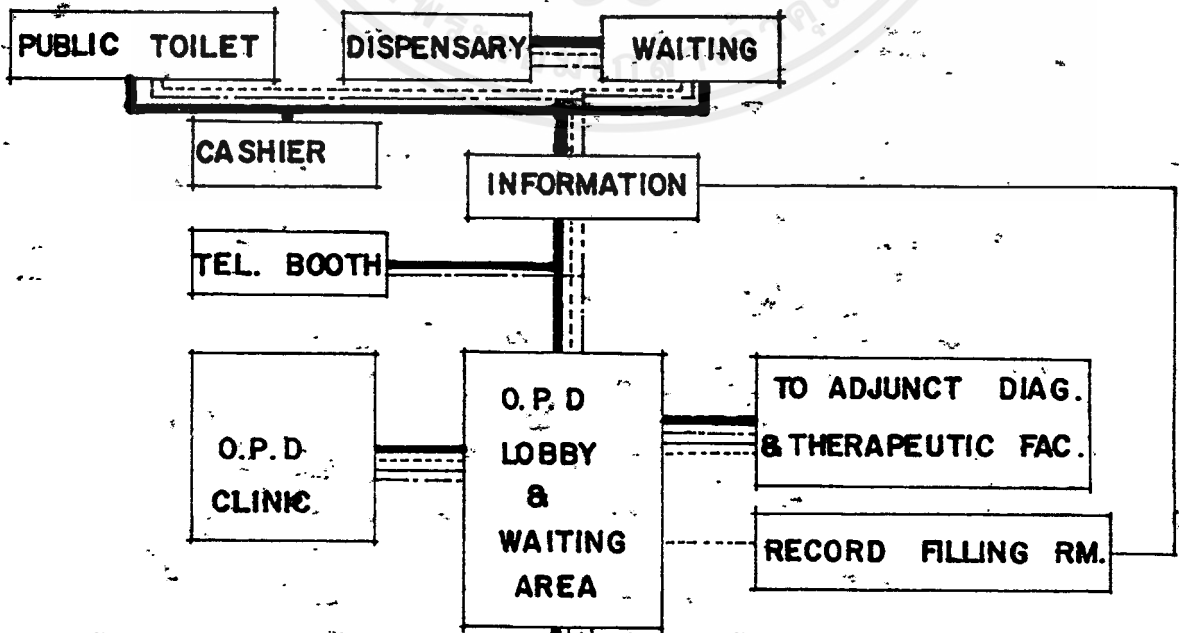 PUBLIC TOILET
DISPENSARY
WAITING
CASHIER
INFORMATION
TEL. BOOTH
O.P.D
CLINIC
O.P.D
LOBBY
&
WAITING
AREA
TO ADJUNCT DIAG.
& THERAPEUTIC FAC.
RECORD FILLING RM.